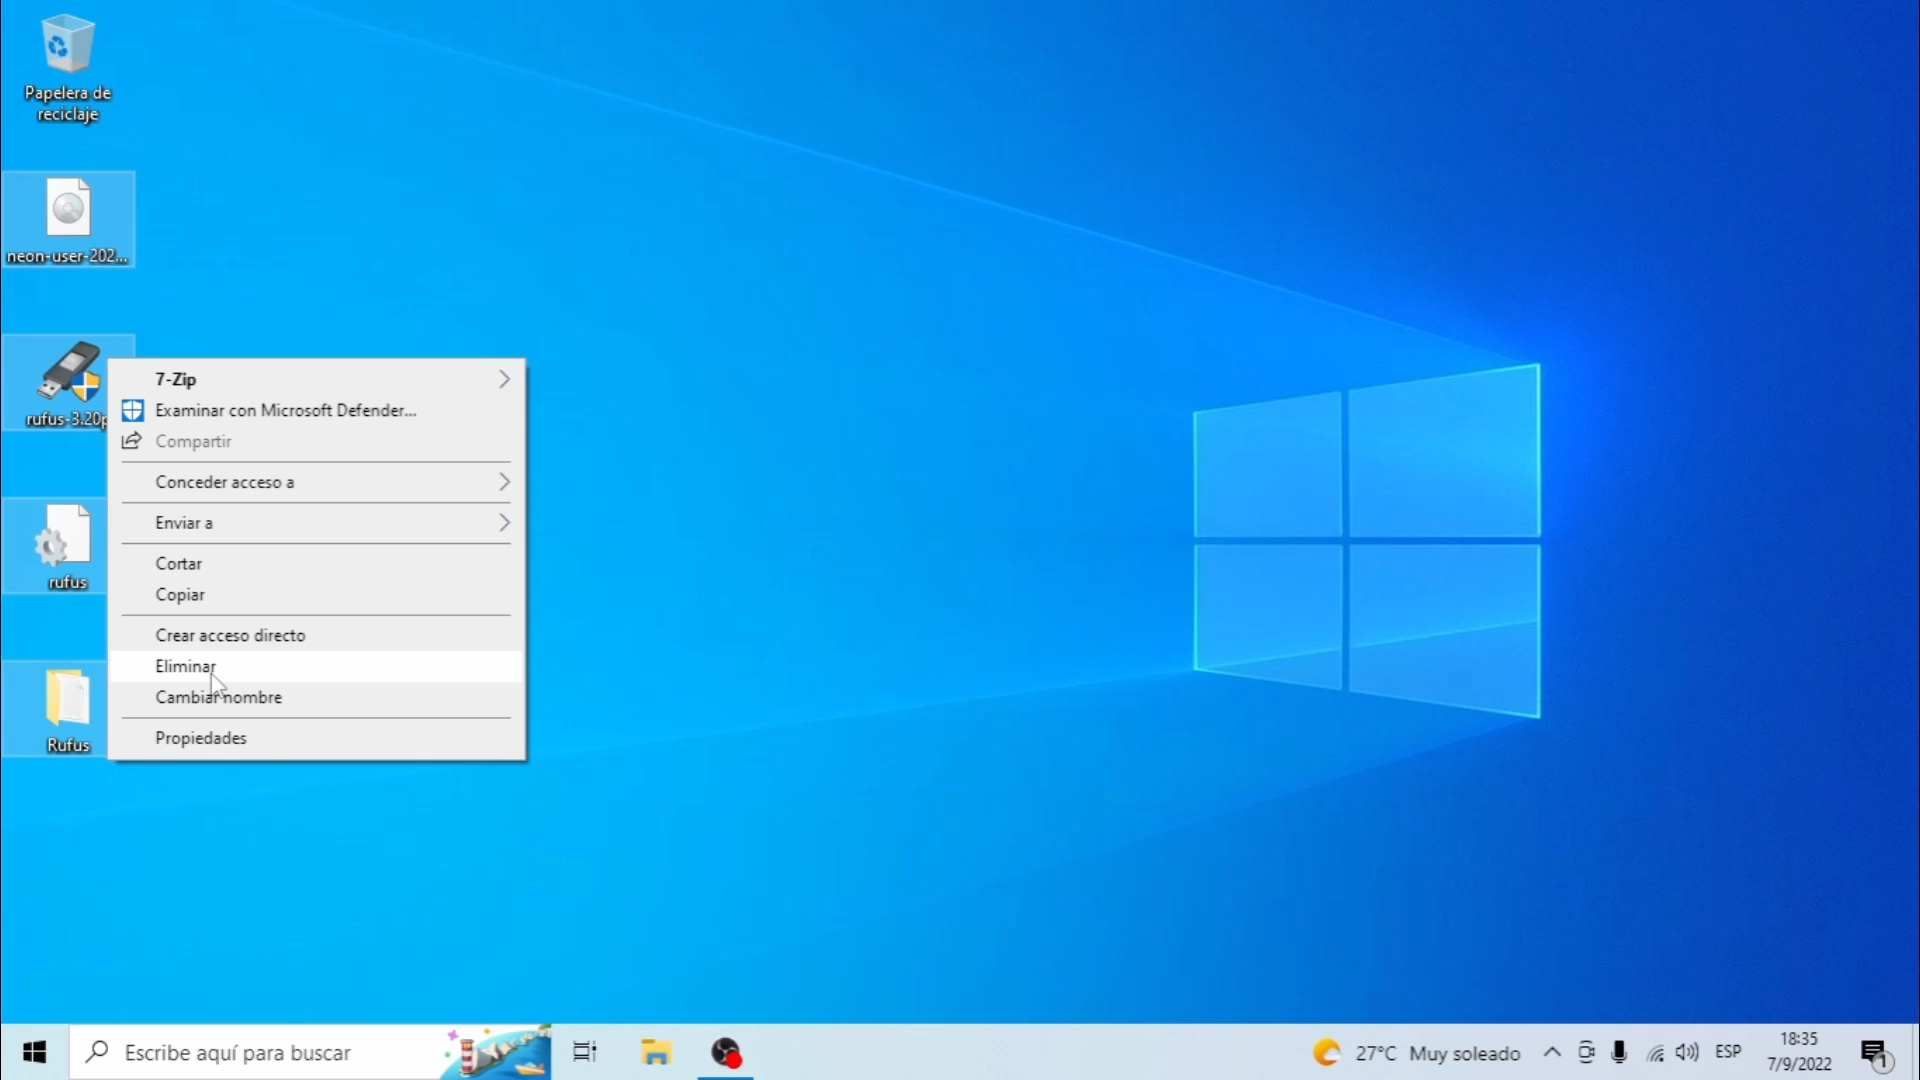 Papelera de
reciclaje
neon-user-202...
rufus-3.20p
rufus
Rufus
7-Zip
Examinar con Microsoft Defender...
Compartir
Conceder acceso a
Enviar a
Cortar
Copiar
Crear acceso directo
Eliminar
Cambiar nombre
Propiedades
Escribe aquí para buscar
27°C Muy soleado
ESP
18:35
7/9/2022
1